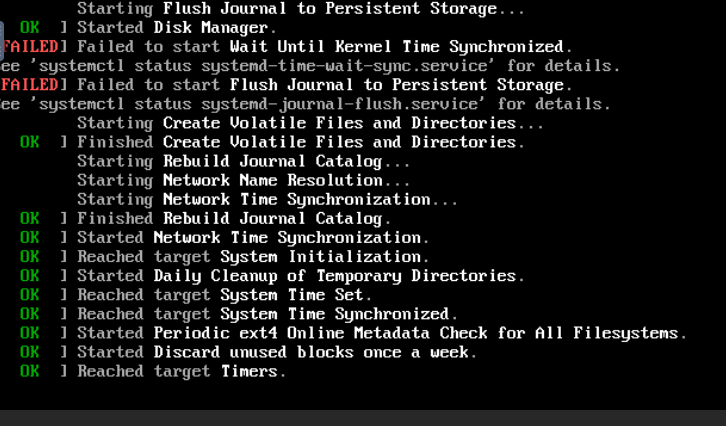 Starting Flush Journal to Persistent Storage...
OK ] Started Disk Manager.
FAILED] Failed to start Wait Until Kernel Time Synchronized.
ee 'systemctl status systemd-time-wait-sync.service' for details.
FAILED] Failed to start Flush Journal to Persistent Storage.
ee 'systemctl status systemd-journal-flush.service' for details.
Starting Create Volatile Files and Directories...
OK ] Finished Create Volatile Files and Directories.
Starting Rebuild Journal Catalog...
Starting Network Name Resolution...
Starting Network Time Synchronization...
OK ] Finished Rebuild Journal Catalog.
OK ] Started Network Time Synchronization.
OK ] Reached target System Initialization.
OK ] Started Daily Cleanup of Temporary Directories.
OK ] Reached target System Time Set.
OK ] Reached target System Time Synchronized.
OK ] Started Periodic ext4 Online Metadata Check for All Filesystems.
OK ] Started Discard unused blocks once a week.
OK ] Reached target Timers.